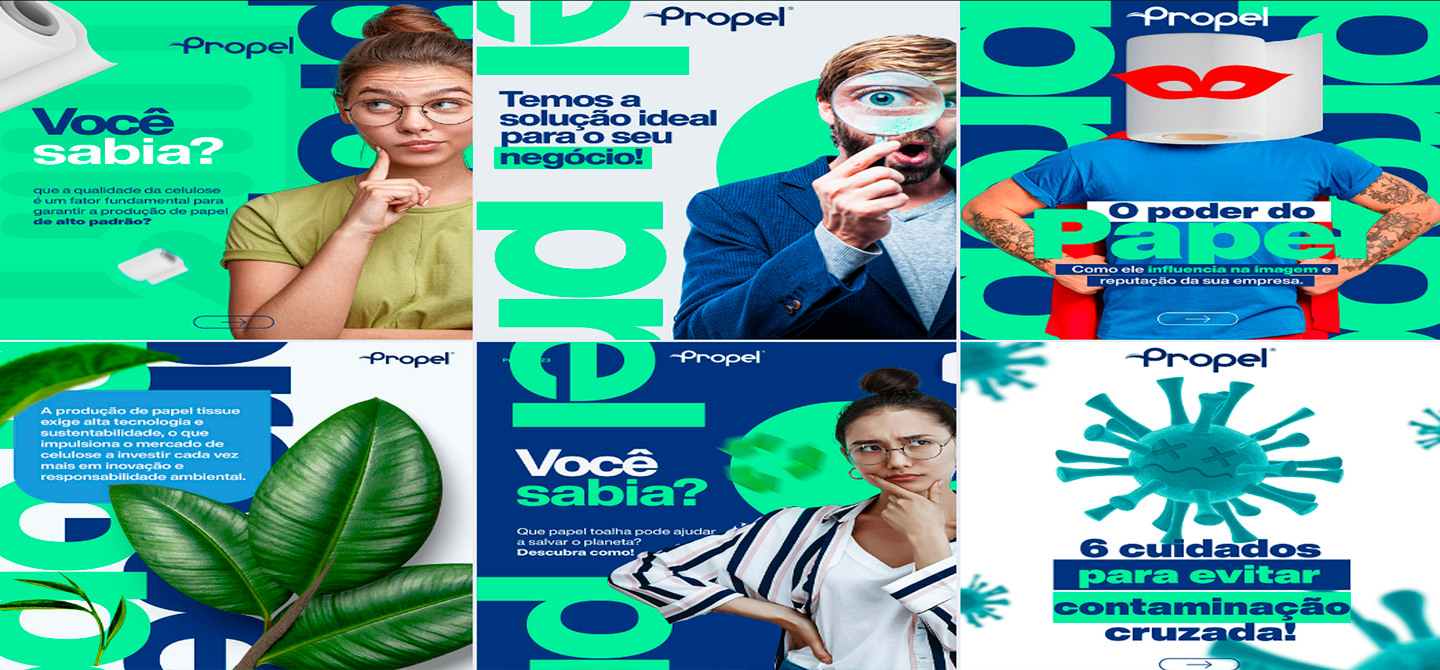 Propel
Você
sabia?
que a qualidade da celulose
é um fator fundamental para
garantir a produção de papel
de alto padrão?
Propel
Temos a
solução ideal
para o seu
negócio!
Propel
O poder do
Papel
Como ele influencia na imagem e
reputação da sua empresa.
Propel
A produção de papel tissue
exige alta tecnologia e
sustentabilidade, o que
impulsiona o mercado de
celulose a investir cada vez
mais em inovação e
responsabilidade ambiental.
Propel
Você
sabia?
Que papel toalha pode ajudar
a salvar o planeta?
Descubra como!
Propel
6 cuidados
para evitar
contaminação
cruzada!